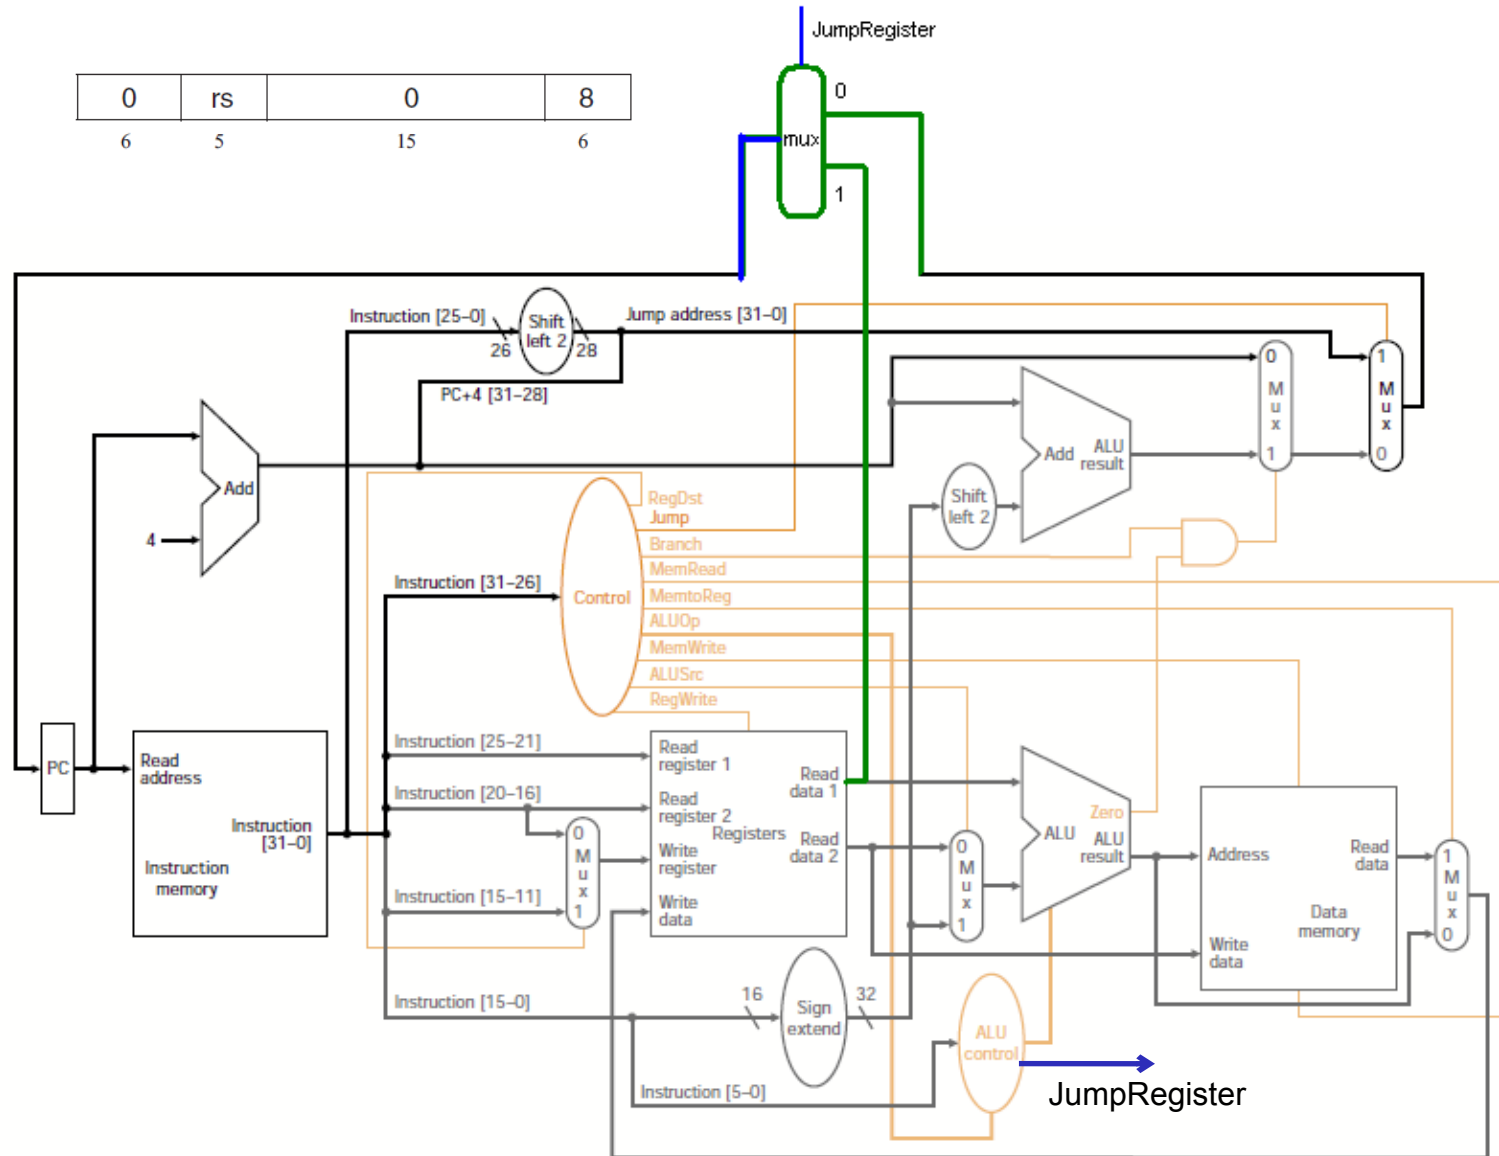 JumpRegister
0
mux
1
0 rs 0 8
6 5 15 6
Instruction [25–0]
26
Shift
left 2
28
Jump address [31–0]
PC+4 [31–28]
Add
4
0
M
u
x
1
1
M
u
x
0
Add
ALU
result
Shift
left 2
RegDst
Jump
Branch
MemRead
MemtoReg
ALUOp
MemWrite
ALUSrc
RegWrite
Instruction [31–26]
Control
PC
Read
address
Instruction
[31–0]
Instruction
memory
Instruction [25–21]
Instruction [20–16]
Instruction [15–11]
0
M
u
x
1
Read
register 1
Read
register 2
Write
register
Write
data
Registers
Read
data 1
Read
data 2
0
M
u
x
1
Zero
ALU
ALU
result
Address
Write
data
Read
data
Data
memory
1
M
u
x
0
Instruction [15–0]
16
Sign
extend
32
Instruction [5–0]
ALU
control
JumpRegister